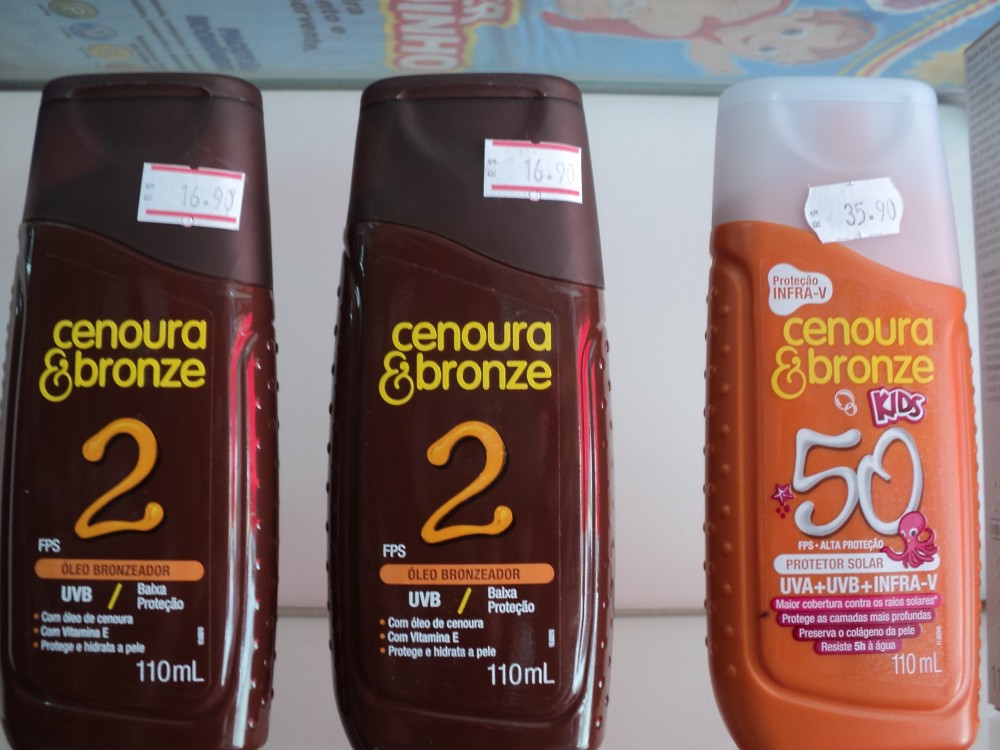 INHO
R$ 16.90
cenoura
&bronze
2
FPS
ÓLEO BRONZEADOR
UVB / Baixa
Proteção
• Com óleo de cenoura
• Com Vitamina E
• Protege e hidrata a pele
110mL
R$ 16.90
cenoura
&bronze
2
FPS
ÓLEO BRONZEADOR
UVB / Baixa
Proteção
• Com óleo de cenoura
• Com Vitamina E
• Protege e hidrata a pele
110mL
R$ 35.90
Proteção
INFRA-V
cenoura
&bronze
KIDS
50
FPS • ALTA PROTEÇÃO
PROTETOR SOLAR
UVA+UVB+INFRA-V
Maior cobertura contra os raios solares*
Protege as camadas mais profundas
Preserva o colágeno da pele
Resiste 5h à água
110 mL